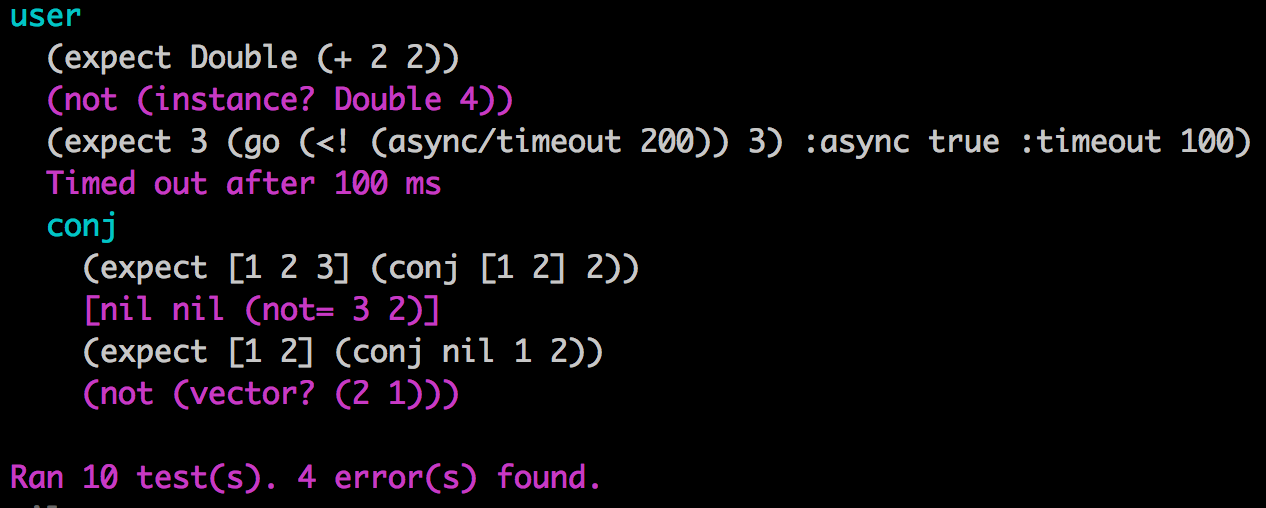 user
(expect Double (+ 2 2))
(not (instance? Double 4))
(expect 3 (go (<! (async/timeout 200)) 3) :async true :timeout 100)
Timed out after 100 ms
conj
(expect [1 2 3] (conj [1 2] 2))
[nil nil (not= 3 2)]
(expect [1 2] (conj nil 1 2))
(not (vector? (2 1)))
Ran 10 test(s). 4 error(s) found.